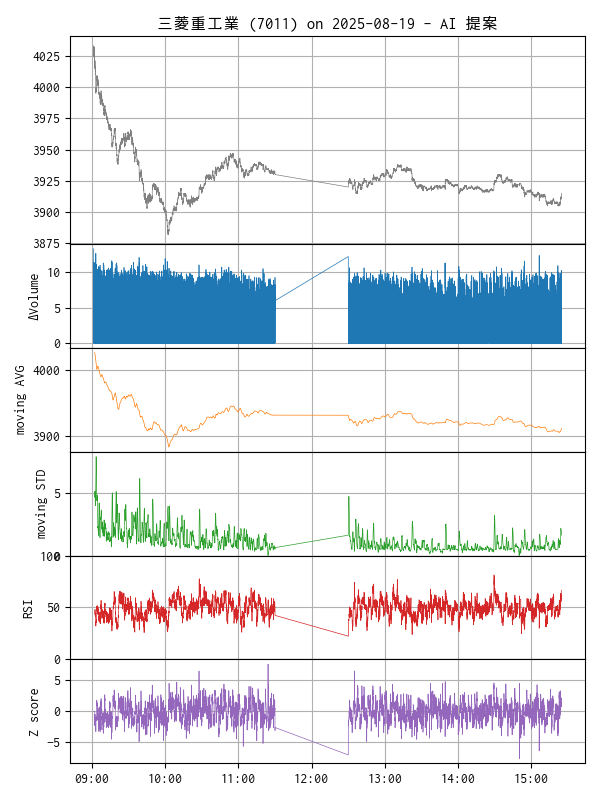 三菱重工業 (7011) on 2025-08-19 - AI 提案
4025
4000
3975
3950
3925
3900
3875
ΔVolume
10
5
0
moving AVG
4000
3900
moving STD
5
0
RSI
100
50
0
Z score
5
0
−5
09:00 10:00 11:00 12:00 13:00 14:00 15:00